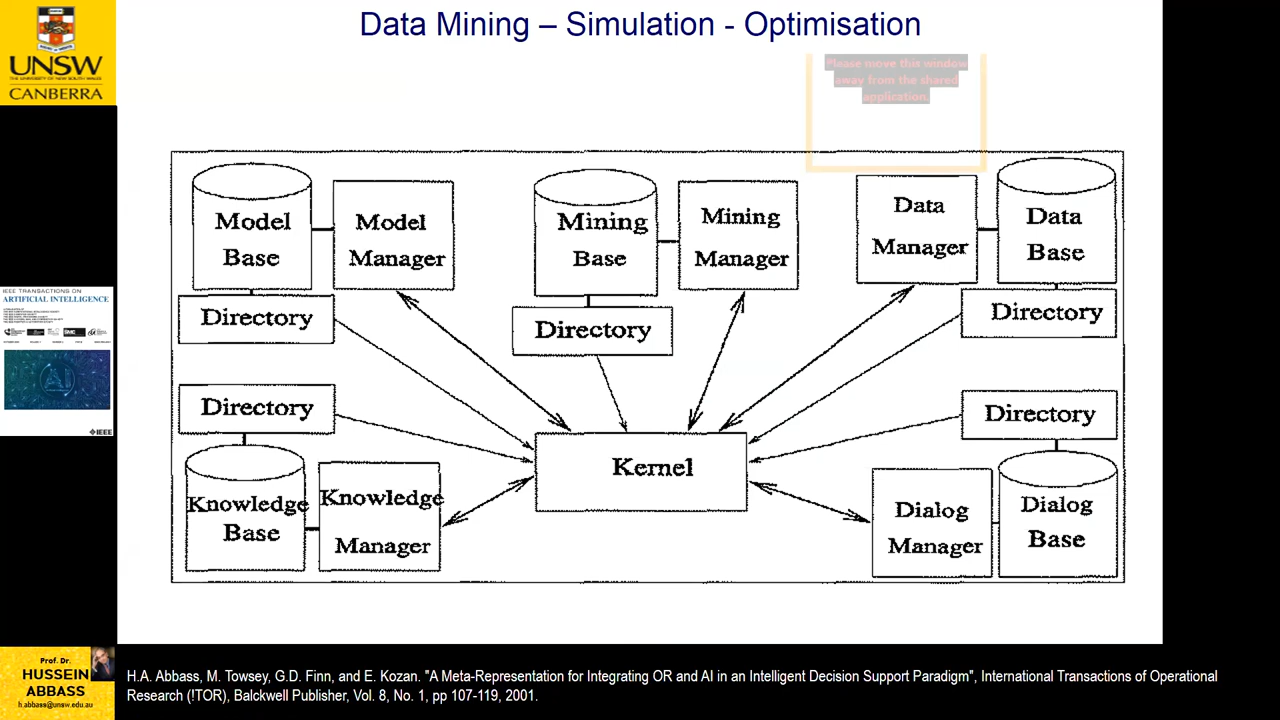 Data Mining – Simulation - Optimisation
UNSW
CANBERRA
Please move this window
away from the shared
application.
Model
Base
Model
Manager
Mining
Base
Mining
Manager
Data
Manager
Data
Base
Directory
Directory
Directory
Directory
Directory
Kernel
Knowledge
Base
Knowledge
Manager
Dialog
Manager
Dialog
Base
IEEE TRANSACTIONS ON
ARTIFICIAL INTELLIGENCE
AI
IEEE
Prof. Dr.
HUSSEIN
ABBASS
h.abbass@unsw.edu.au
H.A. Abbass, M. Towsey, G.D. Finn, and E. Kozan. "A Meta-Representation for Integrating OR and AI in an Intelligent Decision Support Paradigm", International Transactions of Operational
Research (!TOR), Balckwell Publisher, Vol. 8, No. 1, pp 107-119, 2001.